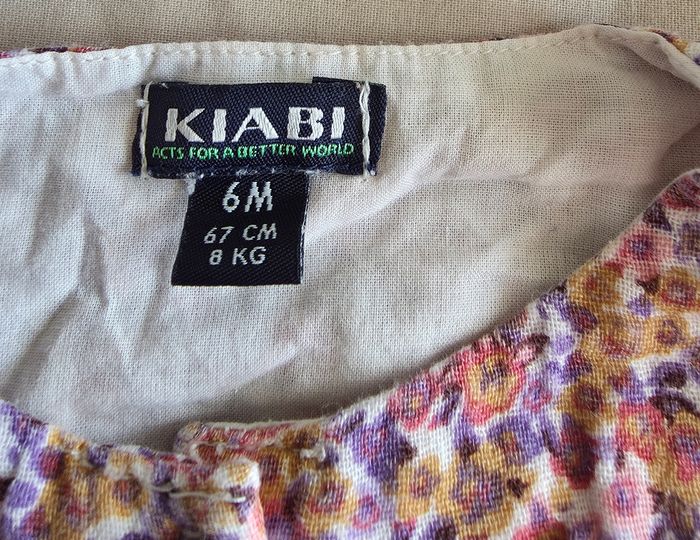 KIABI
ACTS FOR A BETTER WORLD
6M
67 CM
8 KG